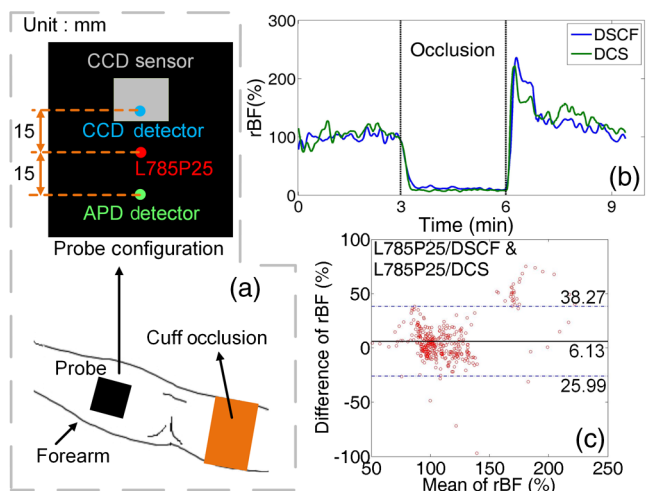 Unit : mm
CCD sensor
15
CCD detector
L785P25
15
APD detector
Probe configuration
(a)
Cuff occlusion
Probe
Forearm
rBF(%)
300
200
100
0
Occlusion
DSCF
DCS
(b)
0 3 6 9
Time (min)
Difference of rBF (%)
100
50
0
-50
-100
L785P25/DSCF &
L785P25/DCS
38.27
6.13
25.99
(c)
50 100 150 200 250
Mean of rBF (%)